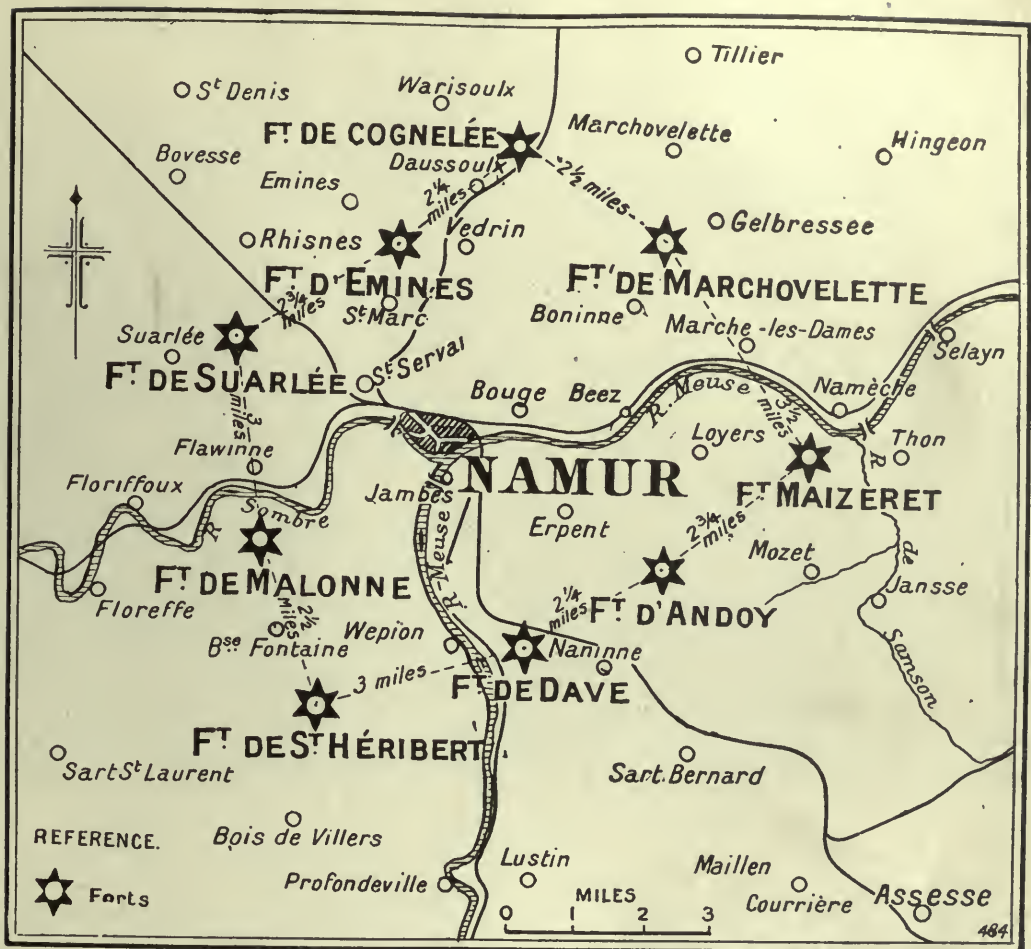 Tillier
St Denis
Warisoulx
FT. DE COGNELÉE
Marchovelette
Hingeon
Bovesse
Daussoulx
Emines
2¼ miles
2½ miles
Gelbressée
Rhisnes
Vedrin
FT. D'EMINES
FT. DE MARCHOVELETTE
2¾ miles
St Marc
Boninne
Marche-les-Dames
Selayn
Suarlée
FT. DE SUARLÉE
St Serval
Bouge
Beez
R. Meuse
Namèche
3 miles
3½ miles
Flawinne
Loyers
Thon
NAMUR
Floriffoux
Jambes
FT. MAIZERET
R. Sombre
R. Meuse
Erpent
2¾ miles
Mozet
R. de Samson
FT. DE MALONNE
FT. D'ANDOY
Jansse
Floreffe
2½ Miles
2¼ miles
Bse Fontaine
Wepion
Naninne
3 miles
FT. DE DAVE
FT. DE ST HÉRIBERT
Sart St Laurent
Sart. Bernard
REFERENCE.
Bois de Villers
Forts
Profondeville
Lustin
Maillen
MILES
Courrière
Assesse
0 1 2 3
484